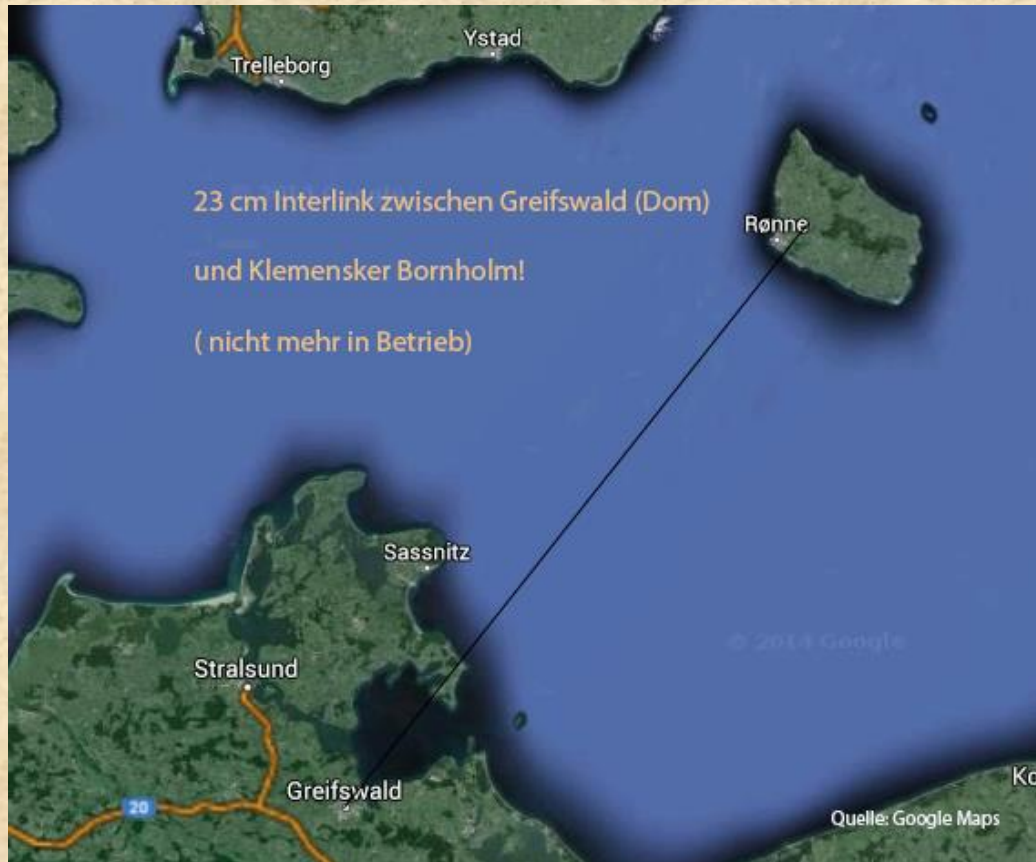 Ystad
Trelleborg
23 cm Interlink zwischen Greifswald (Dom)
Rønne
und Klemensker Bornholm!
( nicht mehr in Betrieb)
Sassnitz
© 2014 Google
Stralsund
Greifswald
20
Quelle: Google Maps